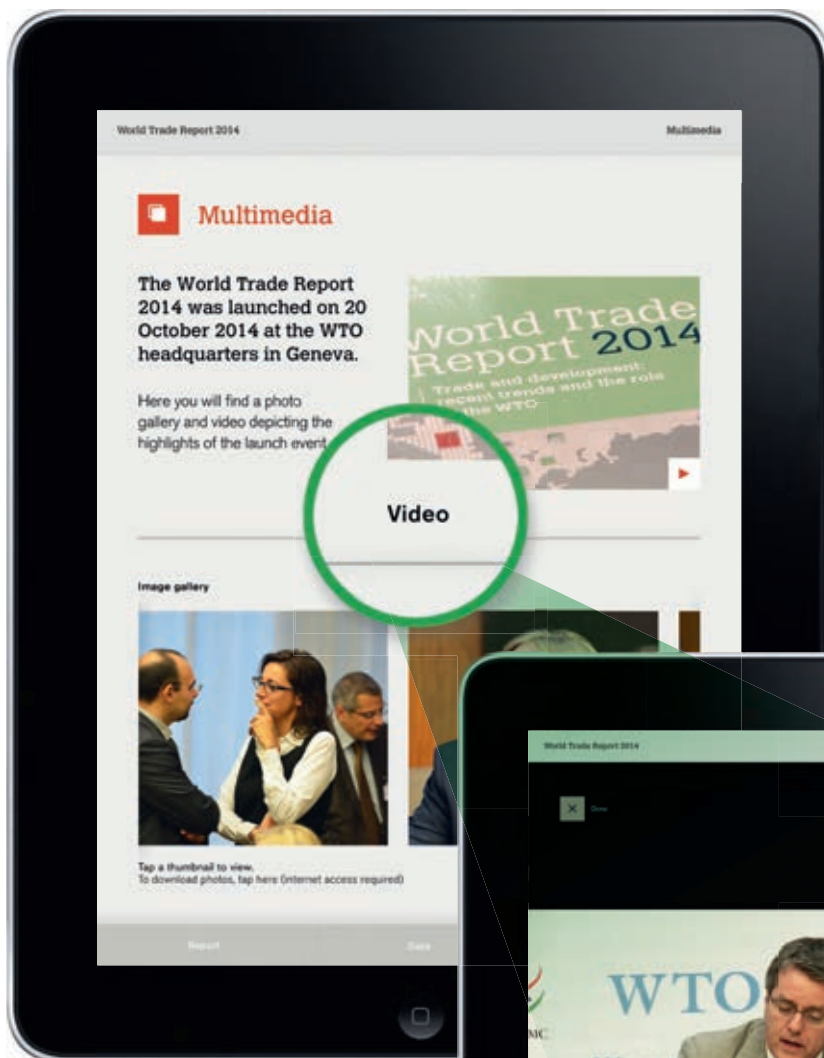 World Trade Report 2014
Multimedia
Multimedia
The World Trade Report
2014 was launched on 20
October 2014 at the WTO
headquarters in Geneva.
Here you will find a photo
gallery and video depicting the
highlights of the launch event
World Trade
Report 2014
Trade and development:
recent trends and the role
the WTO
Video
Image gallery
Tap a thumbnail to view.
To download photos, tap here (internet access required)
Report
Data
World Trade Report 2014
Done
WTO
MC